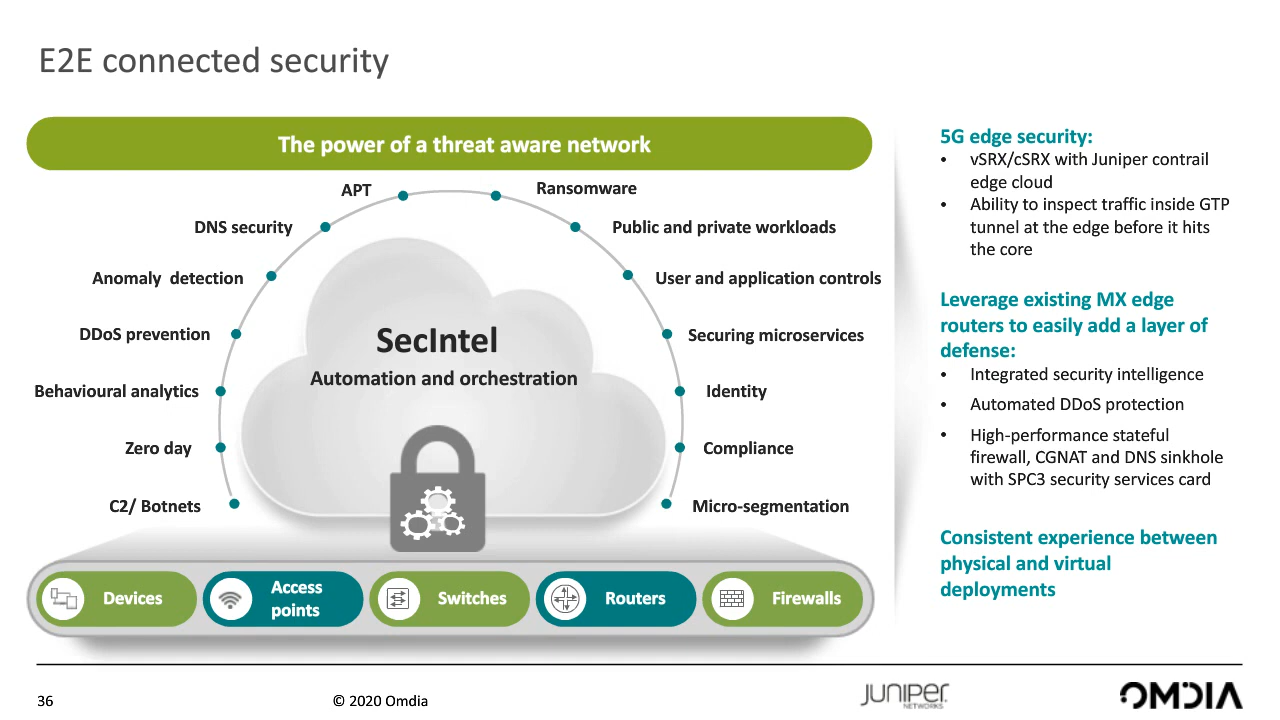 E2E connected security
The power of a threat aware network
APT
DNS security
Anomaly detection
DDoS prevention
Behavioural analytics
Zero day
C2/ Botnets
Ransomware
Public and private workloads
User and application controls
Securing microservices
Identity
Compliance
Micro-segmentation
SecIntel
Automation and orchestration
Devices
Access
points
Switches
Routers
Firewalls
5G edge security:
• vSRX/cSRX with Juniper contrail
edge cloud
• Ability to inspect traffic inside GTP
tunnel at the edge before it hits
the core
Leverage existing MX edge
routers to easily add a layer of
defense:
• Integrated security intelligence
• Automated DDoS protection
• High-performance stateful
firewall, CGNAT and DNS sinkhole
with SPC3 security services card
Consistent experience between
physical and virtual
deployments
36
© 2020 Omdia
JUNIPER
NETWORKS
OMDIA